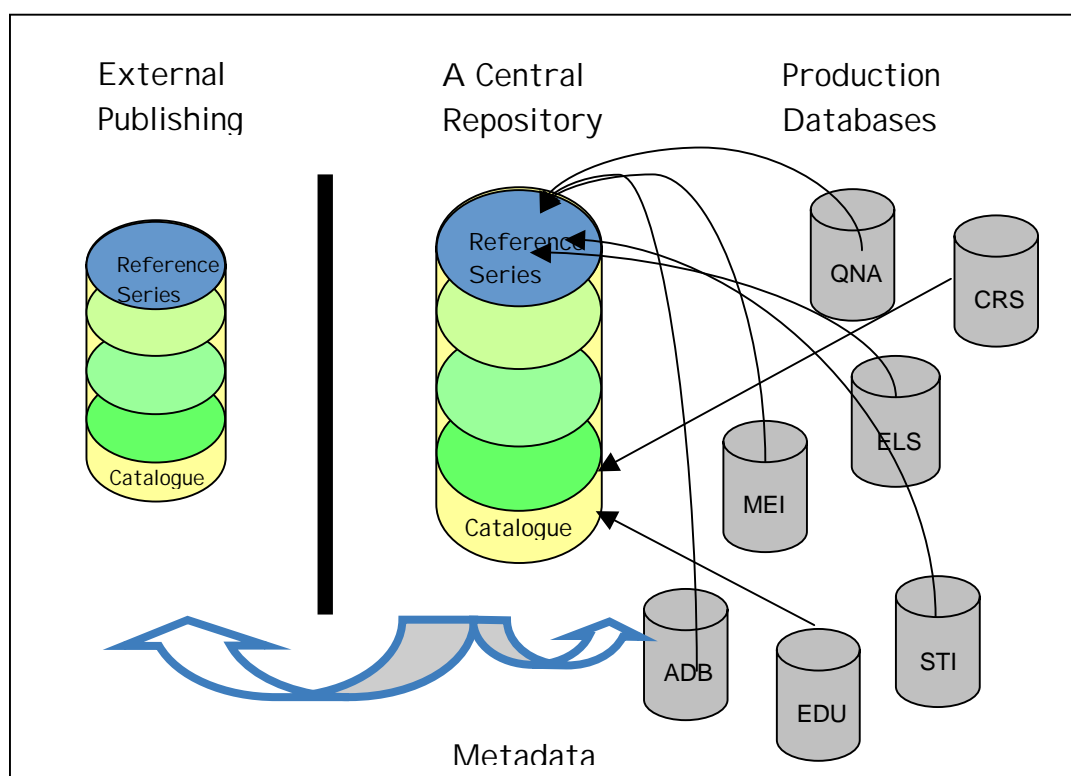 External
Publishing
A Central
Repository
Production
Databases
Reference
Series
Catalogue
Reference
Series
Catalogue
QNA
CRS
ELS
MEI
STI
ADB
EDU
Metadata